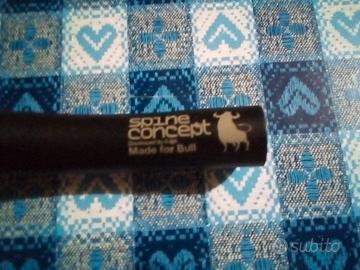 spine
concept
Made for Bull
subito